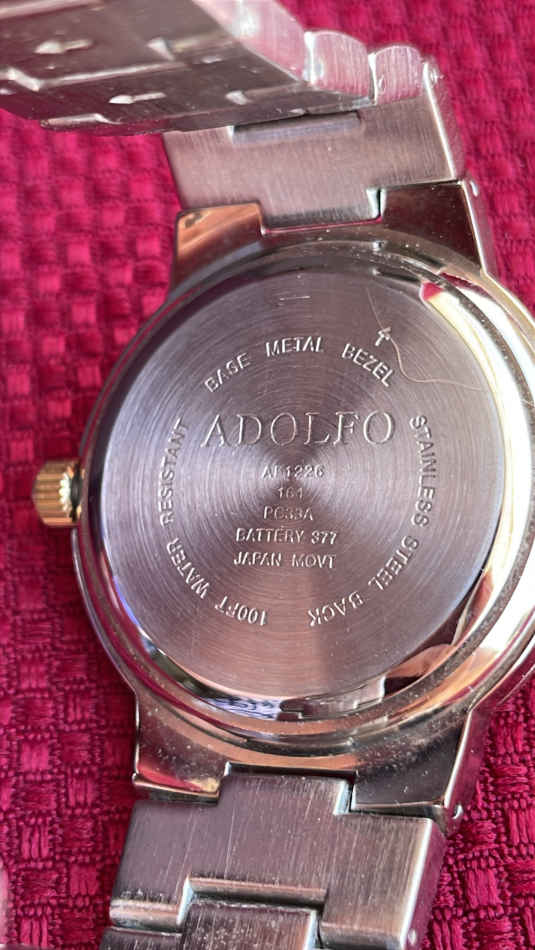 BASE METAL BEZEL
ADOLFO
STAINLESS STEEL BACK
161
PC33A
BATTERY 377
JAPAN MOVT
100FT WATER RESISTANT